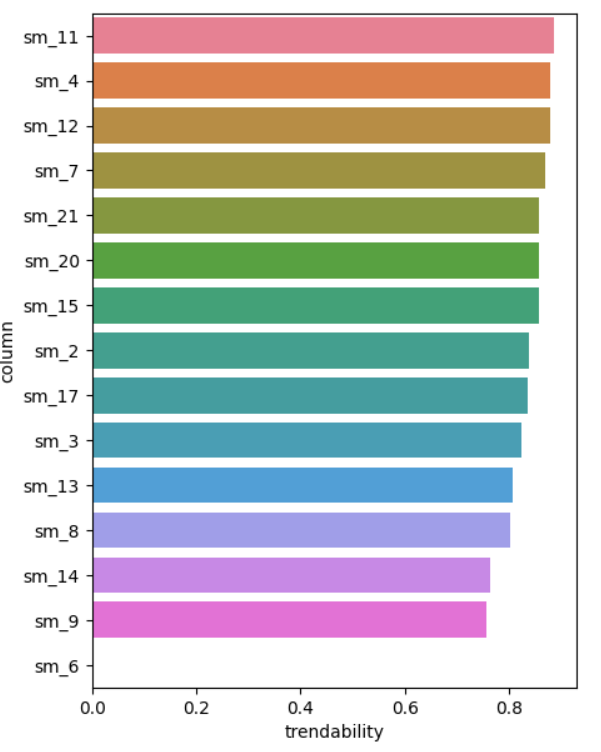 sm_11
sm_4
sm_12
sm_7
sm_21
sm_20
sm_15
sm_2
sm_17
sm_3
sm_13
sm_8
sm_14
sm_9
sm_6
column
0.0 0.2 0.4 0.6 0.8
trendability